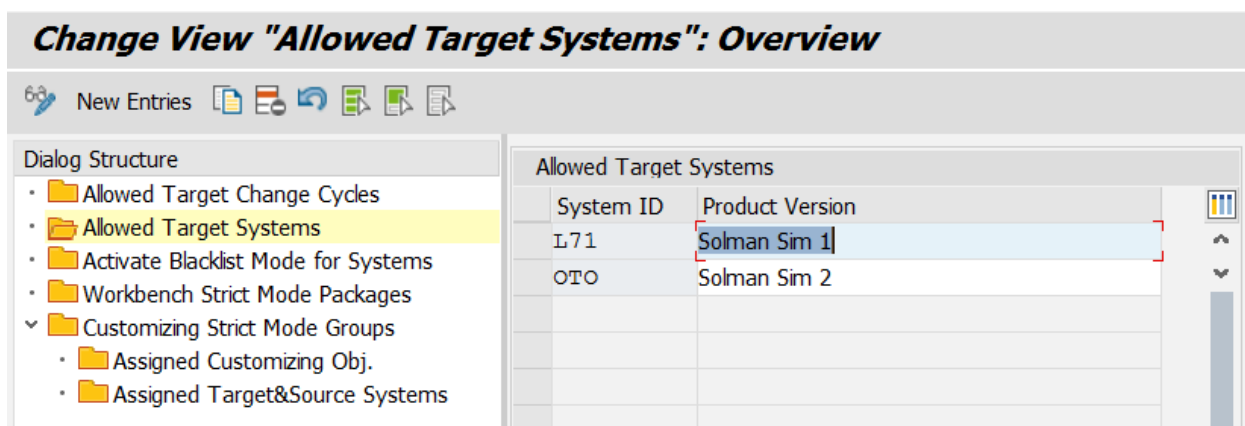 Change View "Allowed Target Systems": Overview
New Entries
Dialog Structure
Allowed Target Change Cycles
Allowed Target Systems
Activate Blacklist Mode for Systems
Workbench Strict Mode Packages
Customizing Strict Mode Groups
Assigned Customizing Obj.
Assigned Target&Source Systems
Allowed Target Systems
System ID Product Version
L71 Solman Sim 1
OTO Solman Sim 2